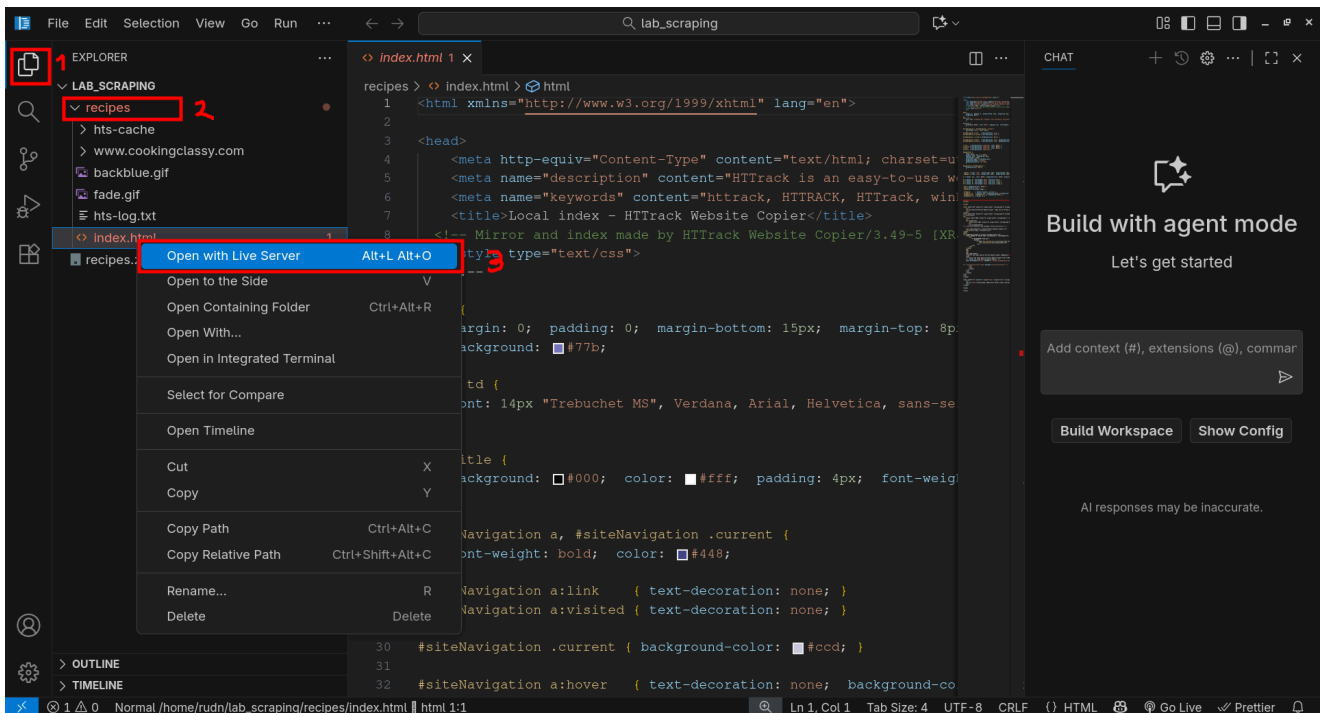 File Edit Selection View Go Run ··· lab_scraping
EXPLORER ···
LAB_SCRAPING
recipes
hts-cache
www.cookingclassy.com
backblue.gif
fade.gif
hts-log.txt
index.html 1
1
2
3
Open with Live Server Alt+L Alt+O
Open to the Side V
Open Containing Folder Ctrl+Alt+R
Open With...
Open in Integrated Terminal
Select for Compare
Open Timeline
Cut X
Copy Y
Copy Path Ctrl+Alt+C
Copy Relative Path Ctrl+Shift+Alt+C
Rename... R
Delete Delete
OUTLINE
TIMELINE
index.html 1
recipes > index.html > html
1 <html xmlns="http://www.w3.org/1999/xhtml" lang="en">
2
3 <head>
4 <meta http-equiv="Content-Type" content="text/html; charset=u
5 <meta name="description" content="HTTrack is an easy-to-use w
6 <meta name="keywords" content="httrack, HTTRACK, HTTrack, win
7 <title>Local index - HTTrack Website Copier</title>
8 <!-- Mirror and index made by HTTrack Website Copier/3.49-5 [XR
style type="text/css">
{
argin: 0; padding: 0; margin-bottom: 15px; margin-top: 8p
ackground: #77b;
td {
ont: 14px "Trebuchet MS", Verdana, Arial, Helvetica, sans-se
itle {
ackground: #000; color: #fff; padding: 4px; font-weig
Navigation a, #siteNavigation .current {
ont-weight: bold; color: #448;
Navigation a:link { text-decoration: none; }
Navigation a:visited { text-decoration: none; }
30 #siteNavigation .current { background-color: #ccd; }
31
32 #siteNavigation a:hover { text-decoration: none; background-co
CHAT
Build with agent mode
Let's get started
Add context (#), extensions (@), commar
Build Workspace Show Config
AI responses may be inaccurate.
1 0 Normal /home/rudn/lab_scraping/recipes/index.html html 1:1 Ln 1, Col 1 Tab Size: 4 UTF-8 CRLF {} HTML Go Live Prettier